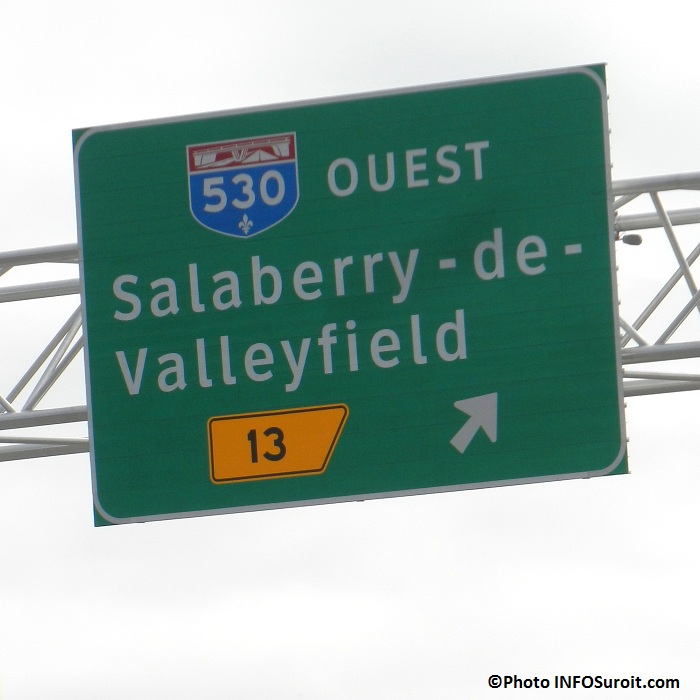 530 OUEST
Salaberry-de-
Valleyfield
13
©Photo INFOSuroit.com